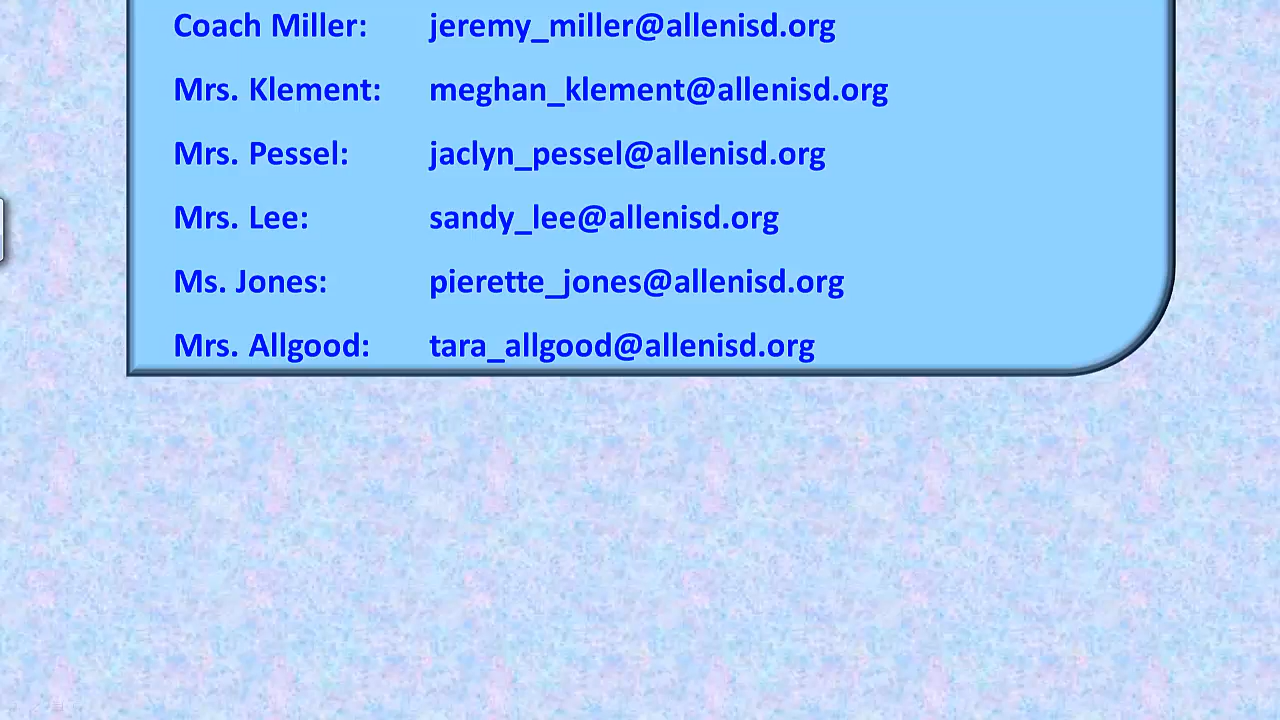 Coach Miller: jeremy_miller@allenisd.org
Mrs. Klement: meghan_klement@allenisd.org
Mrs. Pessel: jaclyn_pessel@allenisd.org
Mrs. Lee: sandy_lee@allenisd.org
Ms. Jones: pierette_jones@allenisd.org
Mrs. Allgood: tara_allgood@allenisd.org